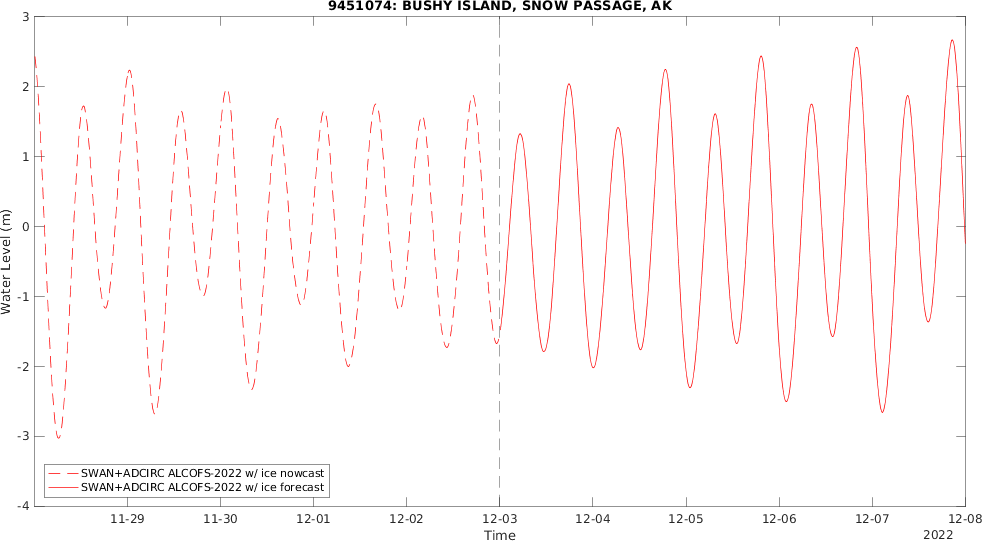 9451074: BUSHY ISLAND, SNOW PASSAGE, AK
3
2
1
0
-1
-2
-3
-4
Water Level (m)
SWAN+ADCIRC ALCOFS-2022 w/ ice nowcast
SWAN+ADCIRC ALCOFS-2022 w/ ice forecast
11-29 11-30 12-01 12-02 12-03 12-04 12-05 12-06 12-07 12-08
Time
2022